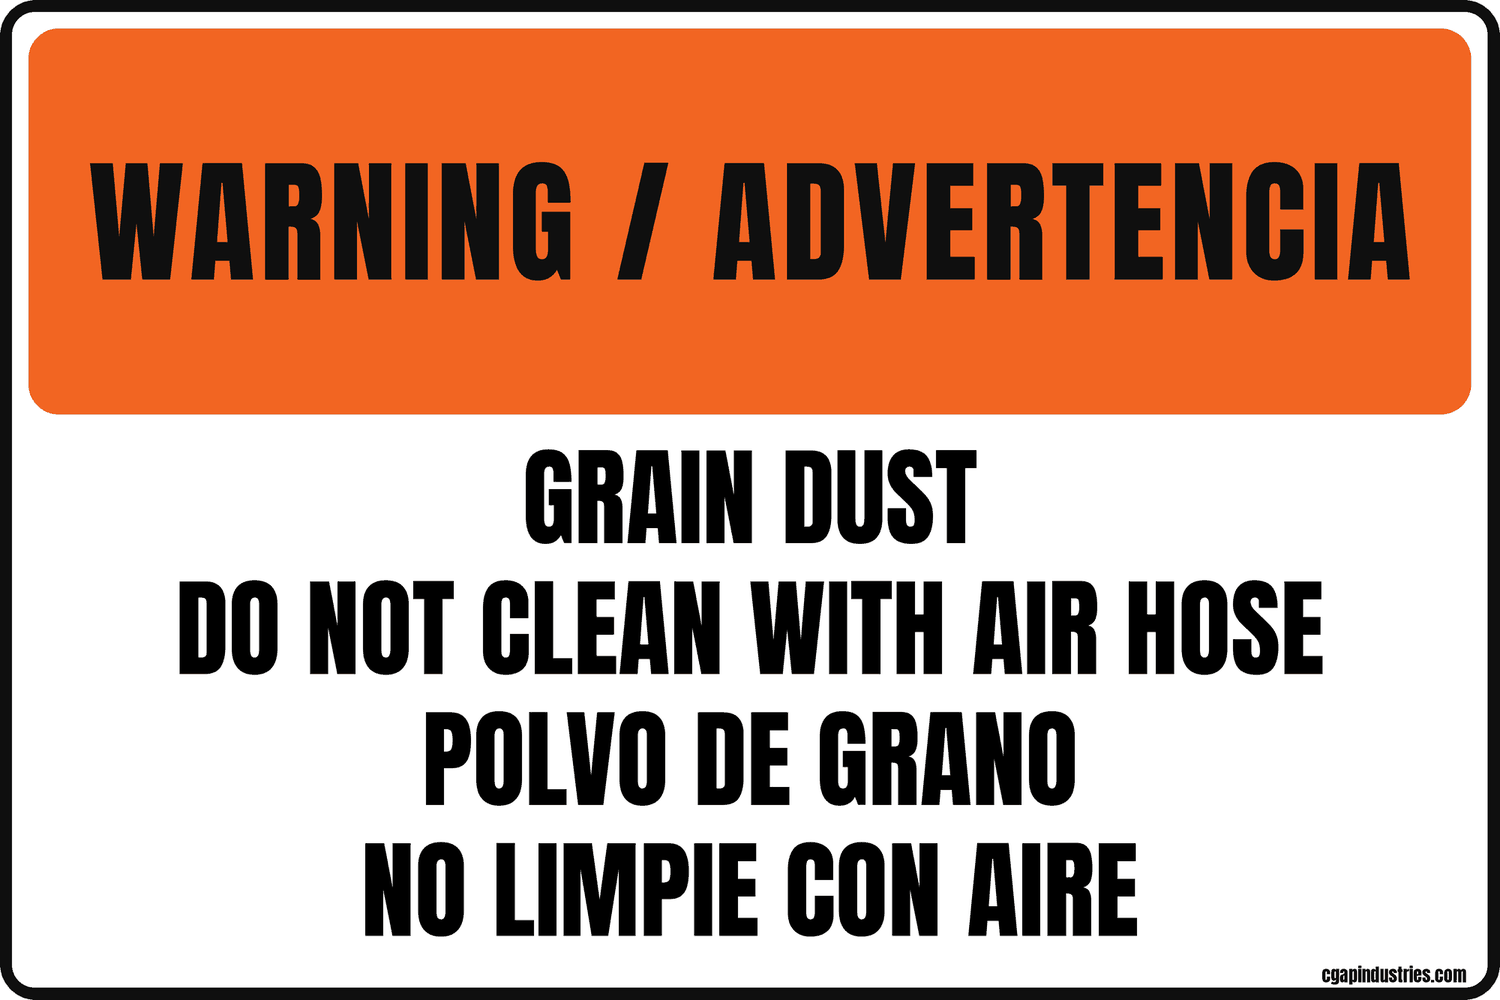 WARNING / ADVERTENCIA
GRAIN DUST
DO NOT CLEAN WITH AIR HOSE
POLVO DE GRANO
NO LIMPIE CON AIRE
cgapindustries.com